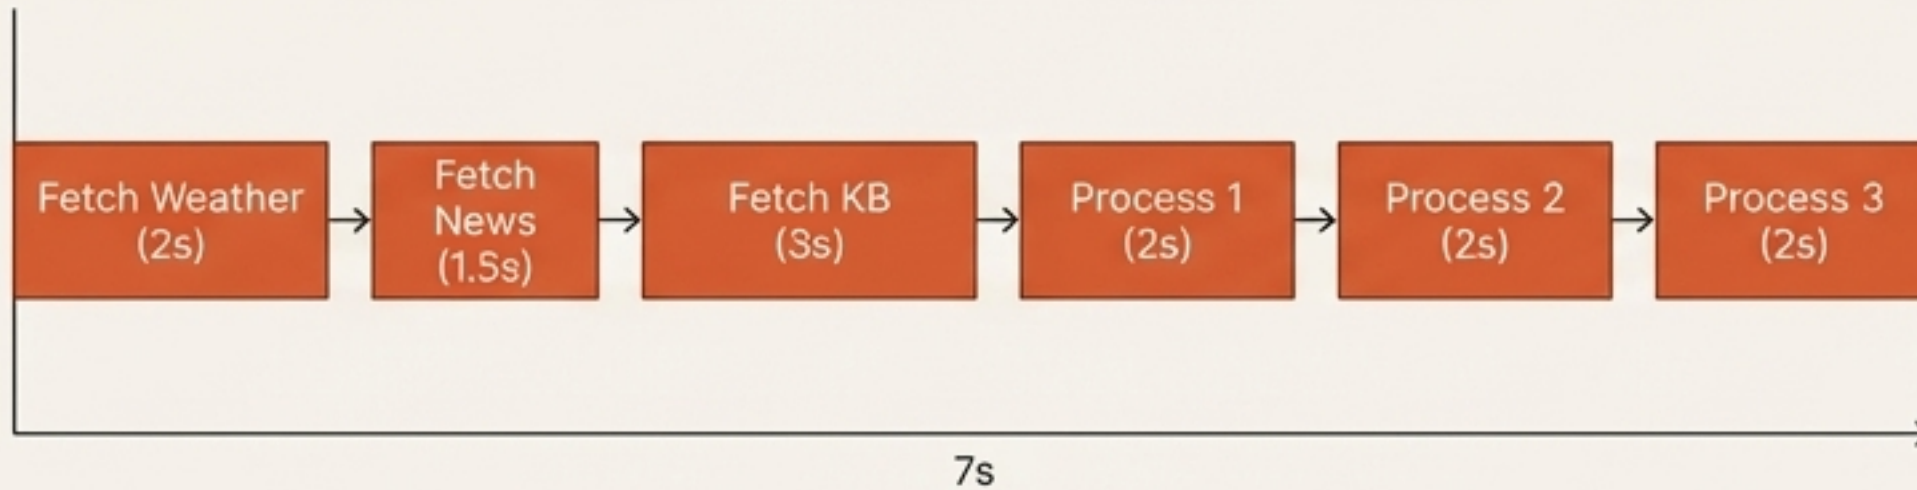 Fetch Weather
(2s)
Fetch
News
(1.5s)
Fetch KB
(3s)
Process 1
(2s)
Process 2
(2s)
Process 3
(2s)
7s